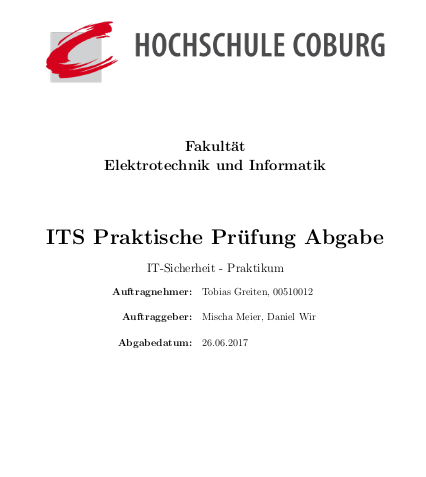 HOCHSCHULE COBURG
Fakultät
Elektrotechnik und Informatik
ITS Praktische Prüfung Abgabe
IT-Sicherheit - Praktikum
Auftragnehmer: Tobias Greiten, 00510012
Auftraggeber: Mischa Meier, Daniel Wir
Abgabedatum: 26.06.2017